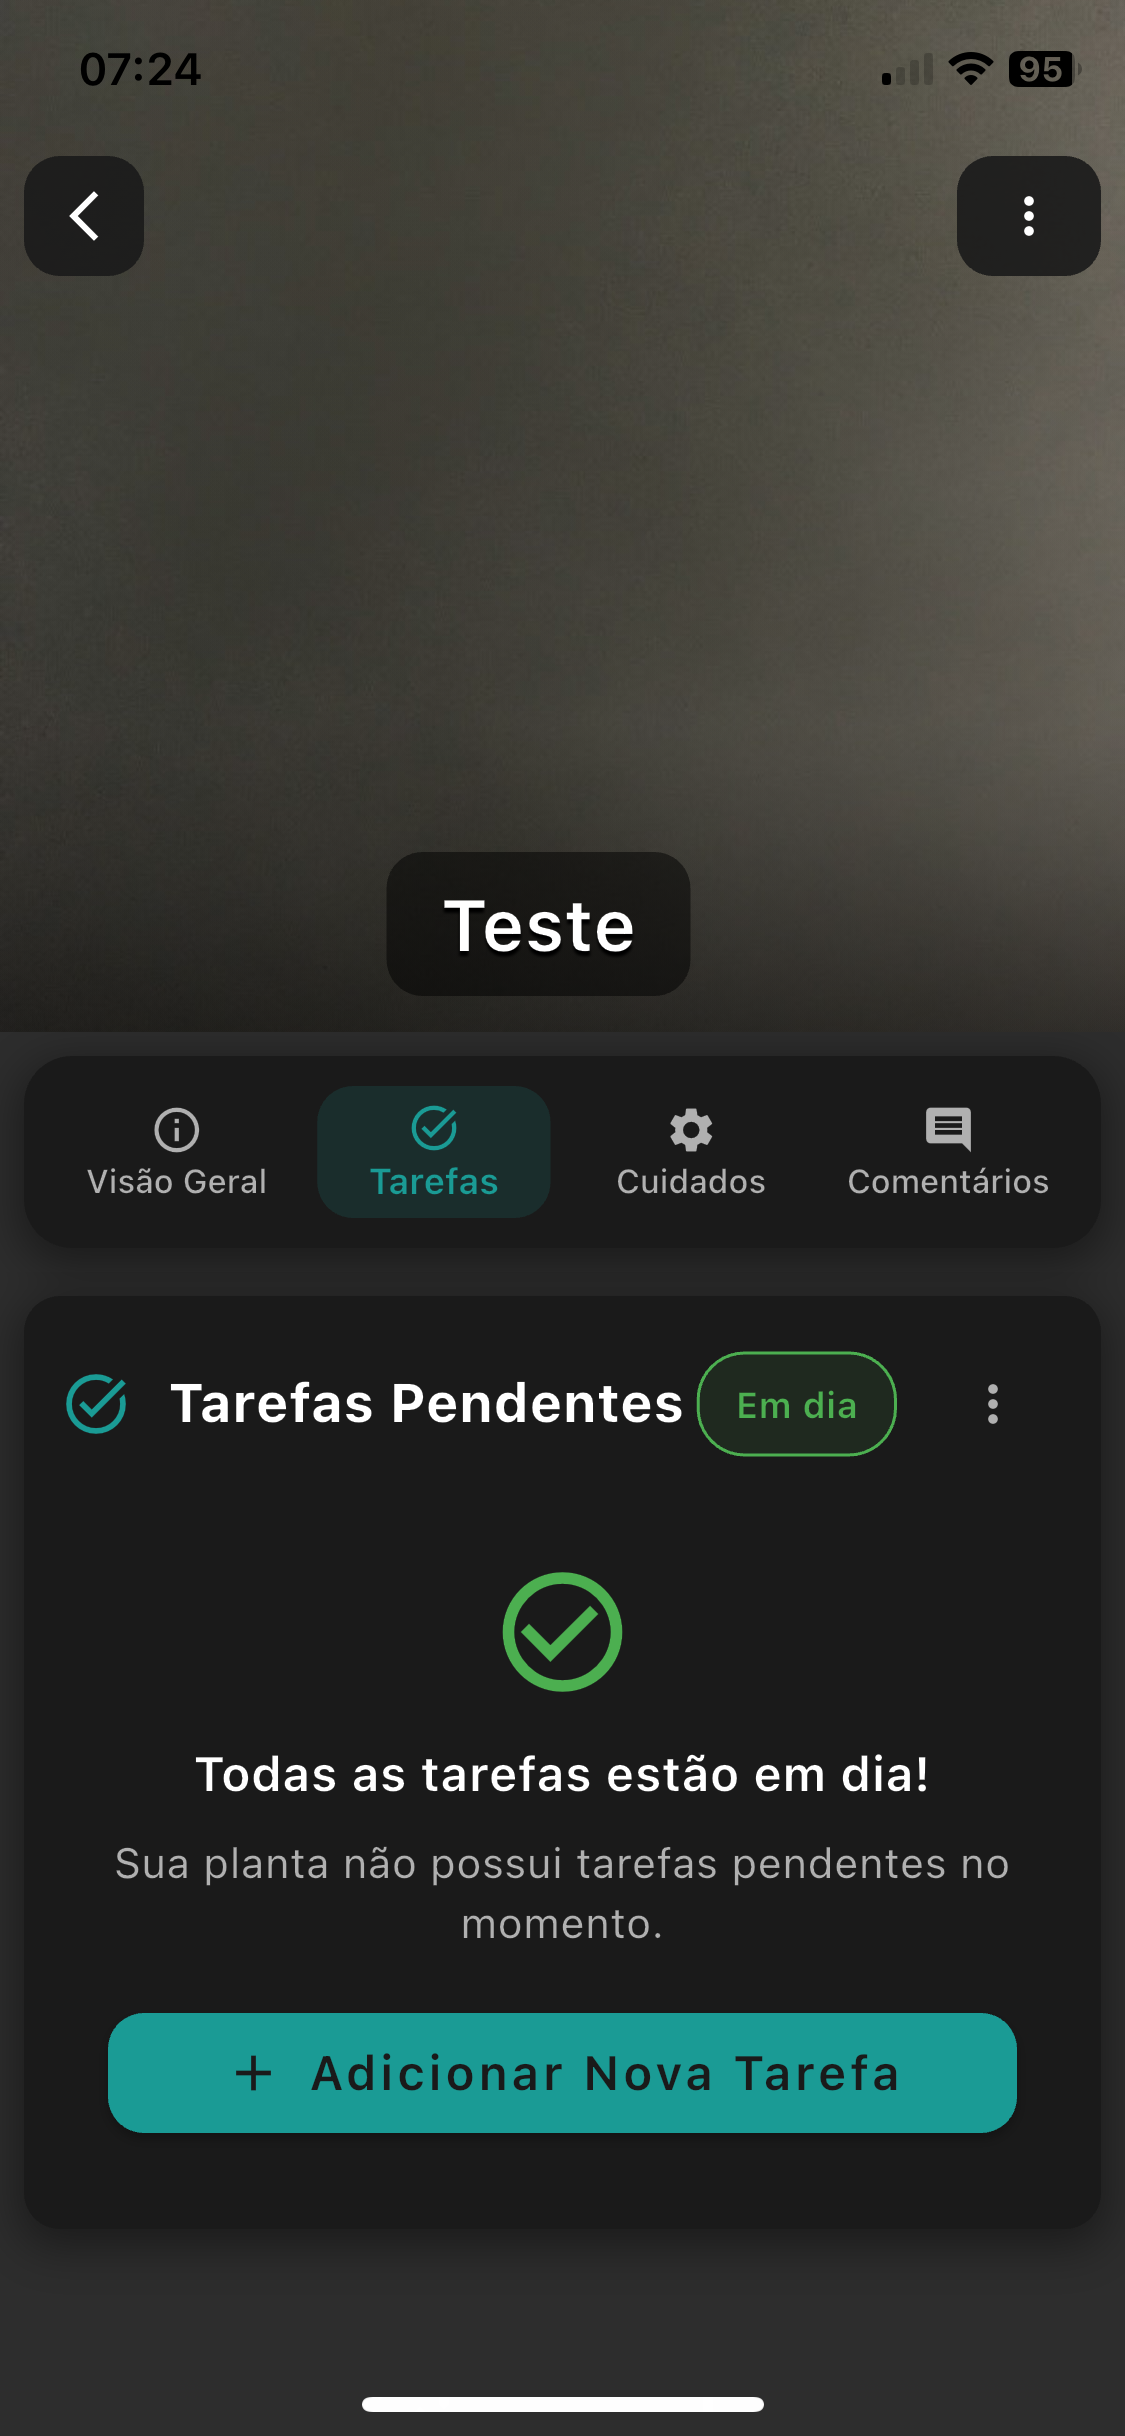 07:24
95
Teste
Visão Geral
Tarefas
Cuidados
Comentários
Tarefas Pendentes
Em dia
Todas as tarefas estão em dia!
Sua planta não possui tarefas pendentes no
momento.
+ Adicionar Nova Tarefa